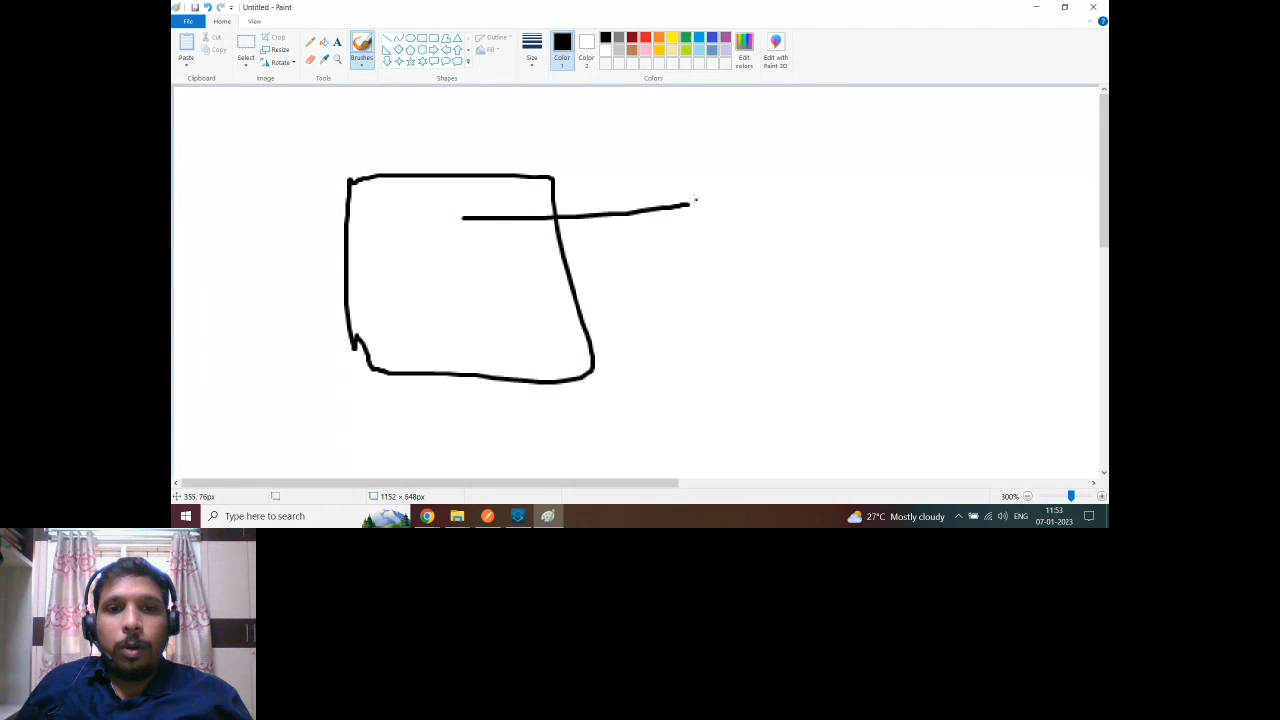 Untitled - Paint
File Home View
Paste
Cut
Copy
Clipboard
Select
Crop
Resize
Rotate
Image
A
Tools
Brushes
Outline
Fill
Shapes
Size
Color 1
Color 2
Edit colors
Edit with Paint 3D
Colors
355, 76px
1152 × 648px
300%
Type here to search
27°C Mostly cloudy
ENG
11:53
07-01-2023